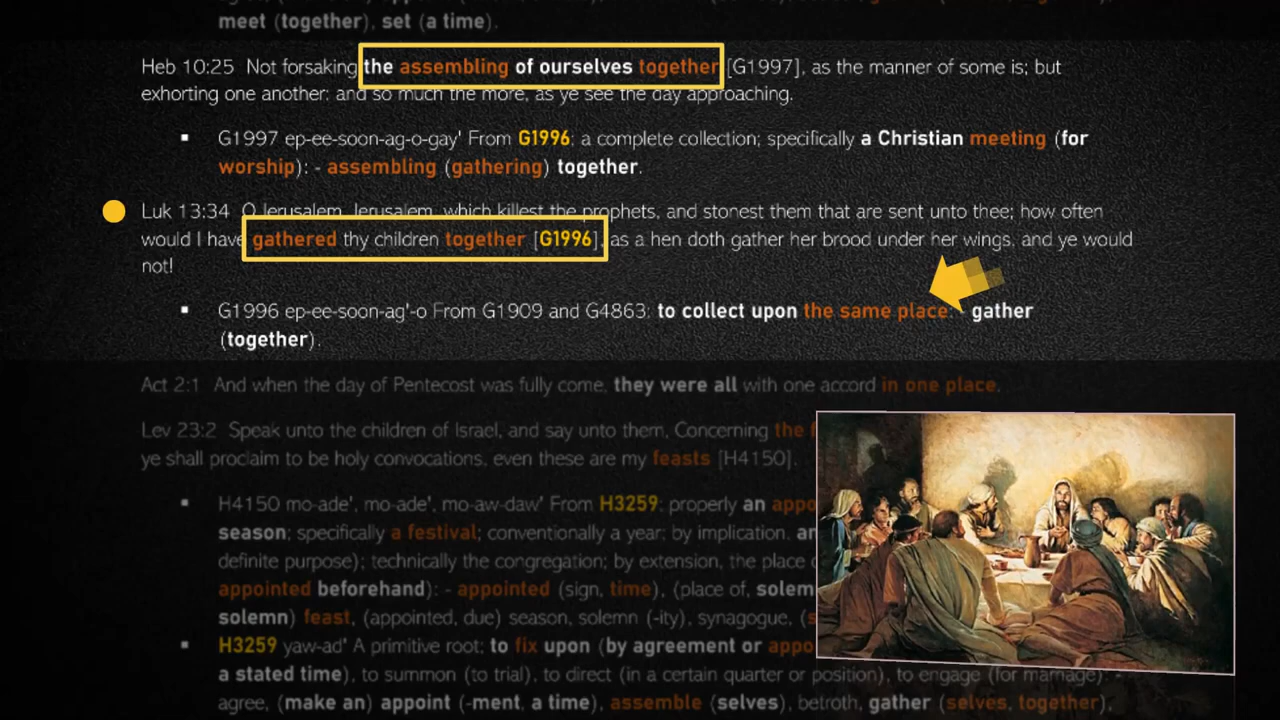 meet (together), set (a time).
Heb 10:25 Not forsaking the assembling of ourselves together [G1997], as the manner of some is; but
exhorting one another: and so much the more, as ye see the day approaching.
▪ G1997 ep-ee-soon-ag-o-gay' From G1996; a complete collection; specifically a Christian meeting (for
worship): - assembling (gathering) together.
Luk 13:34 O Jerusalem, Jerusalem, which killest the prophets, and stonest them that are sent unto thee; how often
would I have gathered thy children together [G1996], as a hen doth gather her brood under her wings, and ye would
not!
▪ G1996 ep-ee-soon-ag'-o From G1909 and G4863; to collect upon the same place: - gather
(together).
Act 2:1 And when the day of Pentecost was fully come, they were all with one accord in one place.
Lev 23:2 Speak unto the children of Israel, and say unto them, Concerning the
ye shall proclaim to be holy convocations, even these are my feasts [H4150].
▪ H4150 mo-ade', mo-ade', mo-aw-daw' From H3259; properly an
season; specifically a festival; conventionally a year; by implication,
definite purpose); technically the congregation; by extension, the place
appointed beforehand): - appointed (sign, time), (place of,
solemn) feast, (appointed, due) season, solemn (-ity), synagogue,
▪ H3259 yaw-ad' A primitive root; to fix upon (by agreement or
a stated time), to summon (to trial), to direct (in a certain quarter or position), to engage (for marriage): -
agree, (make an) appoint (-ment, a time), assemble (selves), betroth, gather (selves, together),